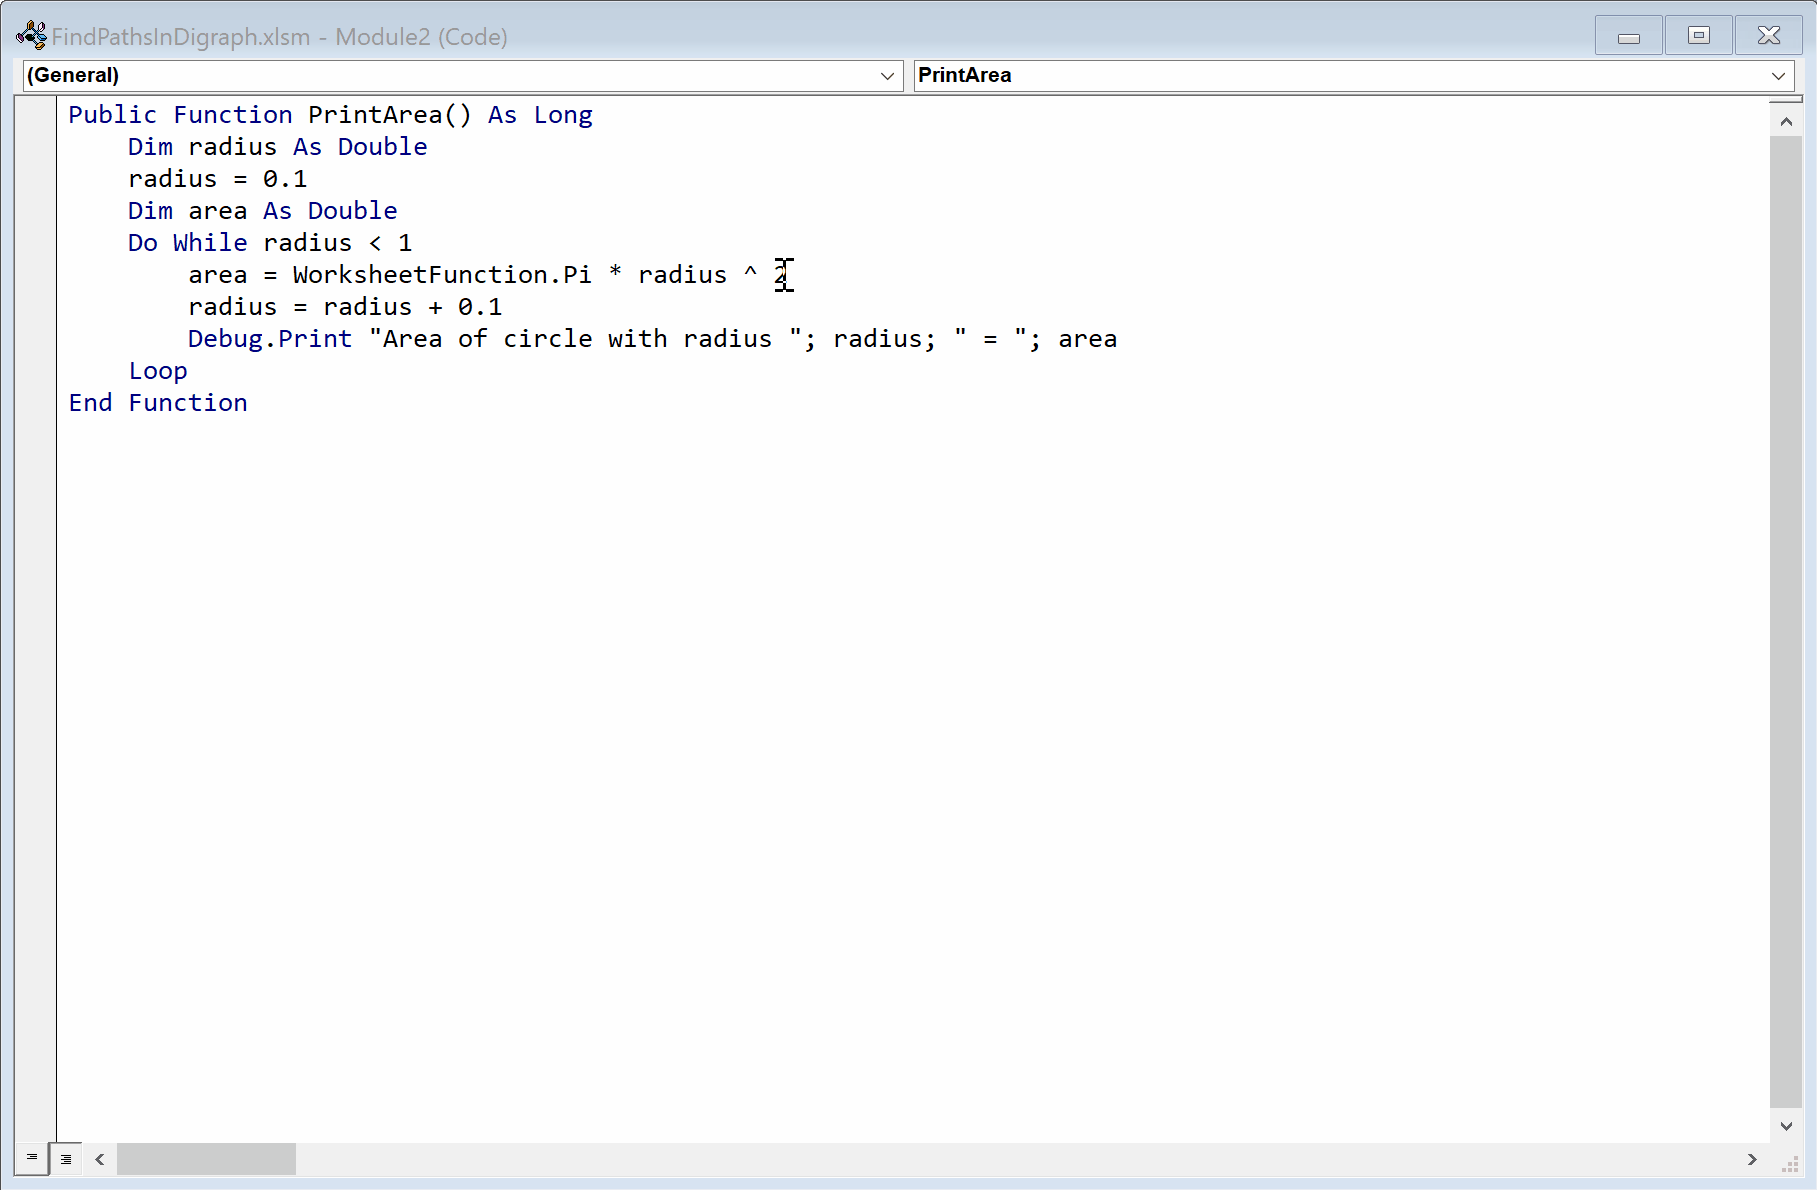 FindPathsInDigraph.xlsm - Module2 (Code)
(General) PrintArea
Public Function PrintArea() As Long
    Dim radius As Double
    radius = 0.1
    Dim area As Double
    Do While radius < 1
        area = WorksheetFunction.Pi * radius ^ 2
        radius = radius + 0.1
        Debug.Print "Area of circle with radius "; radius; " = "; area
    Loop
End Function